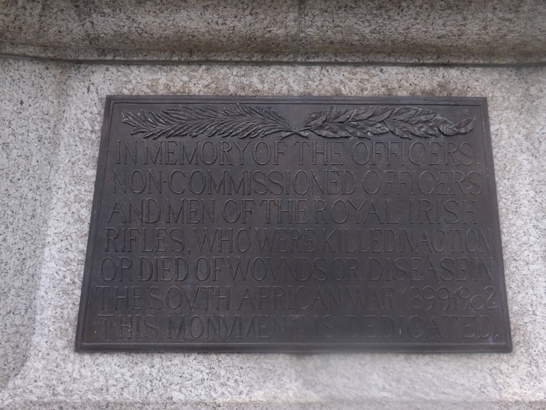 IN MEMORY OF THE OFFICERS
NON-COMMISSIONED OFFICERS
AND MEN OF THE ROYAL IRISH
RIFLES, WHO WERE KILLED IN ACTION
OR DIED OF WOVNDS OR DISEASE IN
THE SOVTH AFRICAN WAR 1899-1902
THIS MONVMENT IS DEDICATED.